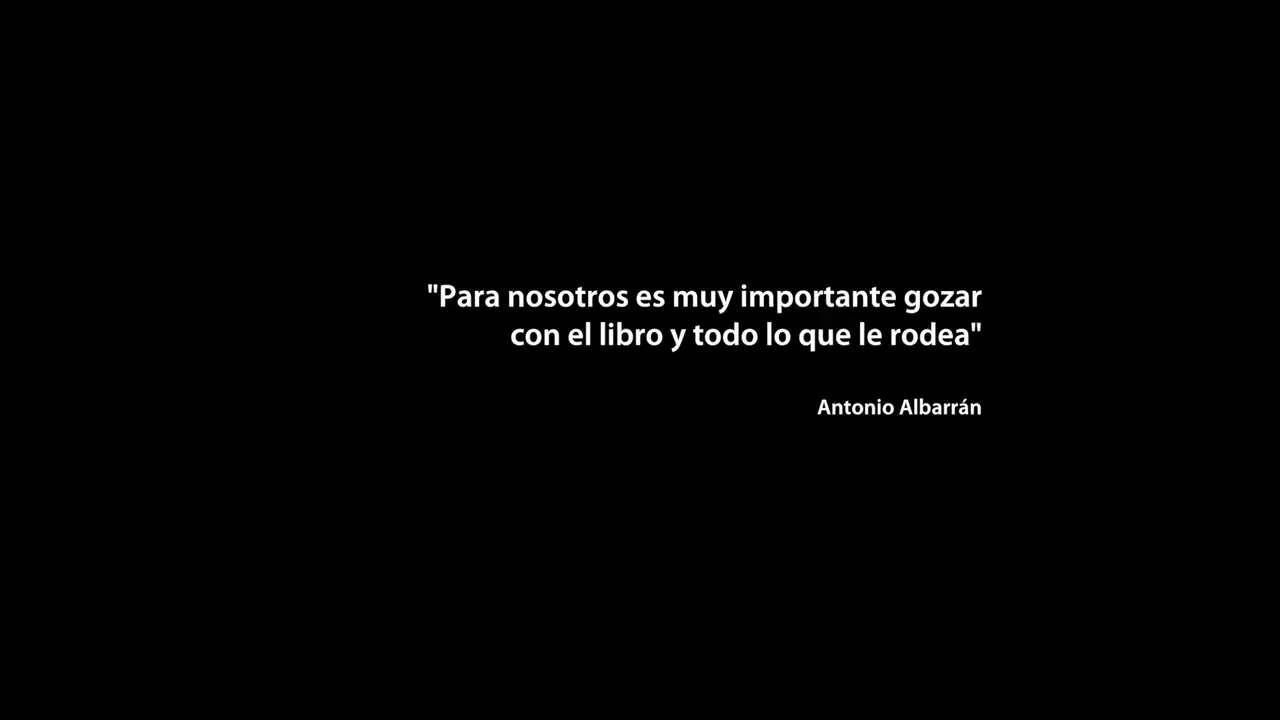 "Para nosotros es muy importante gozar
con el libro y todo lo que le rodea"
Antonio Albarrán